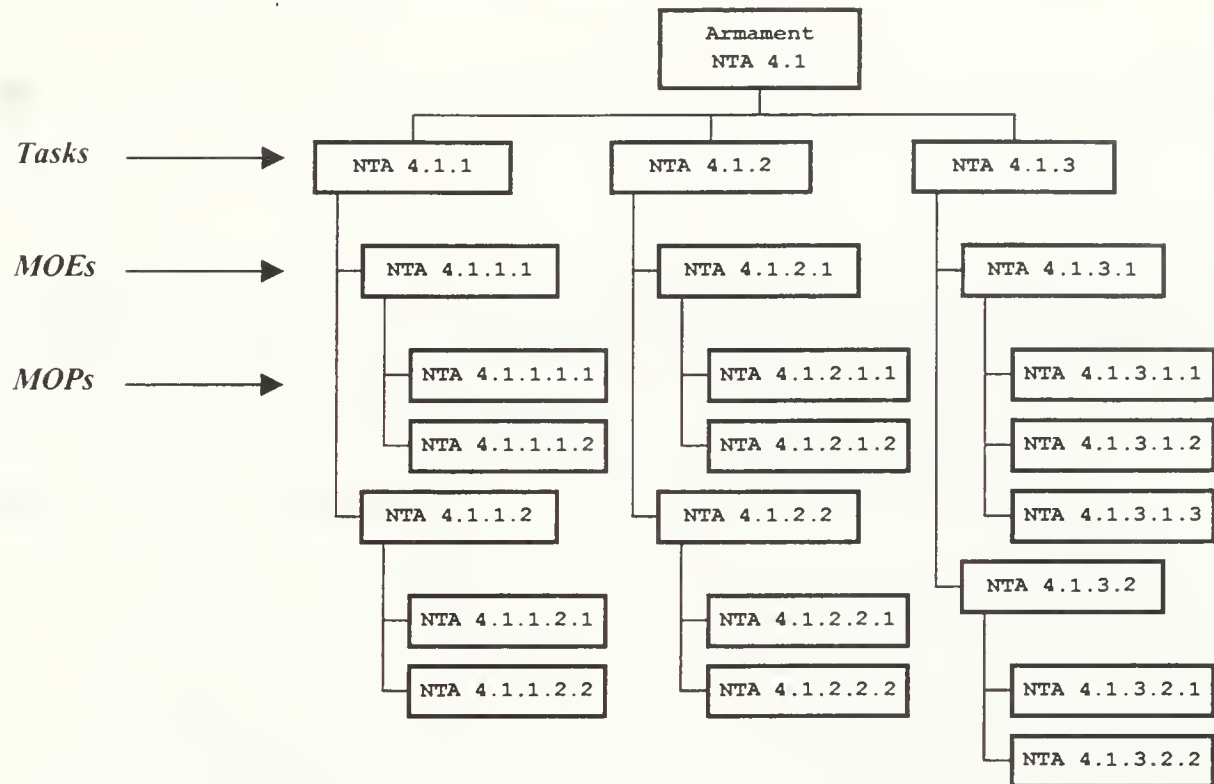 Armament
NTA 4.1
Tasks
NTA 4.1.1
NTA 4.1.2
NTA 4.1.3
MOEs
NTA 4.1.1.1
NTA 4.1.2.1
NTA 4.1.3.1
MOPs
NTA 4.1.1.1.1
NTA 4.1.2.1.1
NTA 4.1.3.1.1
NTA 4.1.1.1.2
NTA 4.1.2.1.2
NTA 4.1.3.1.2
NTA 4.1.1.2
NTA 4.1.2.2
NTA 4.1.3.1.3
NTA 4.1.3.2
NTA 4.1.1.2.1
NTA 4.1.2.2.1
NTA 4.1.1.2.2
NTA 4.1.2.2.2
NTA 4.1.3.2.1
NTA 4.1.3.2.2